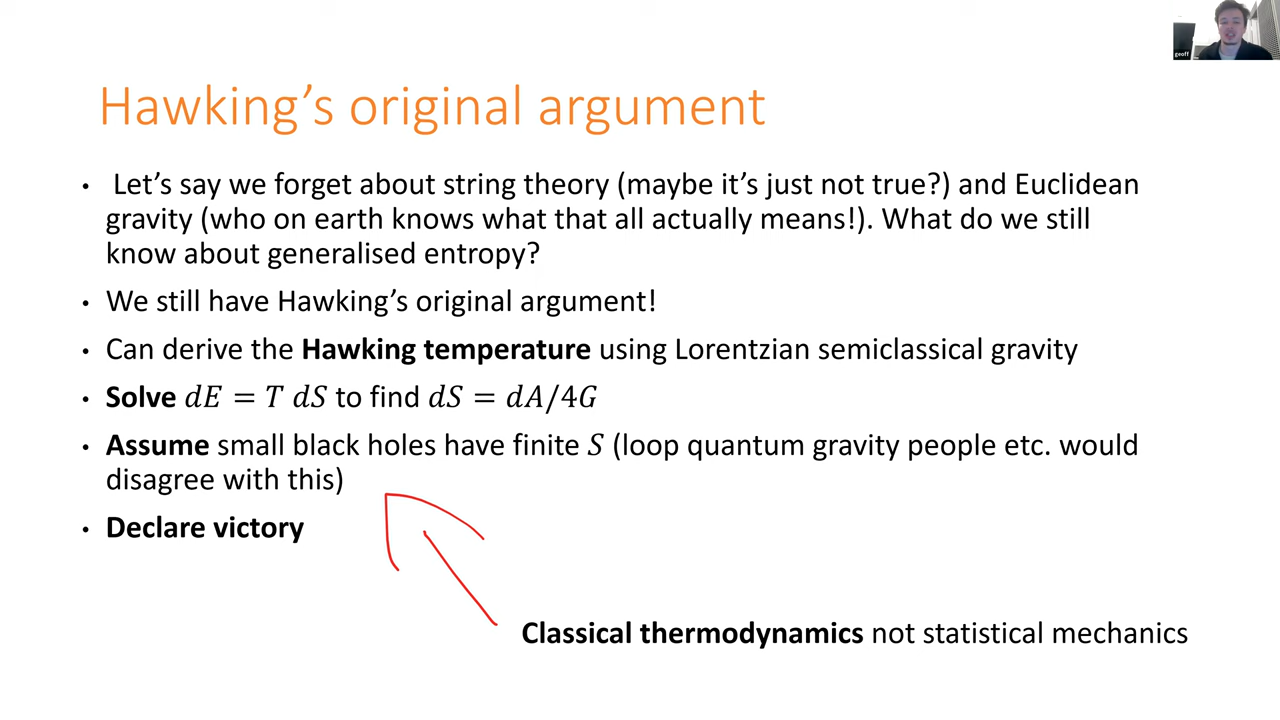 geoff
Hawking's original argument
• Let's say we forget about string theory (maybe it's just not true?) and Euclidean
gravity (who on earth knows what that all actually means!). What do we still
know about generalised entropy?
• We still have Hawking's original argument!
• Can derive the Hawking temperature using Lorentzian semiclassical gravity
• Solve dE = T dS to find dS = dA/4G
• Assume small black holes have finite S (loop quantum gravity people etc. would
disagree with this)
• Declare victory
Classical thermodynamics not statistical mechanics